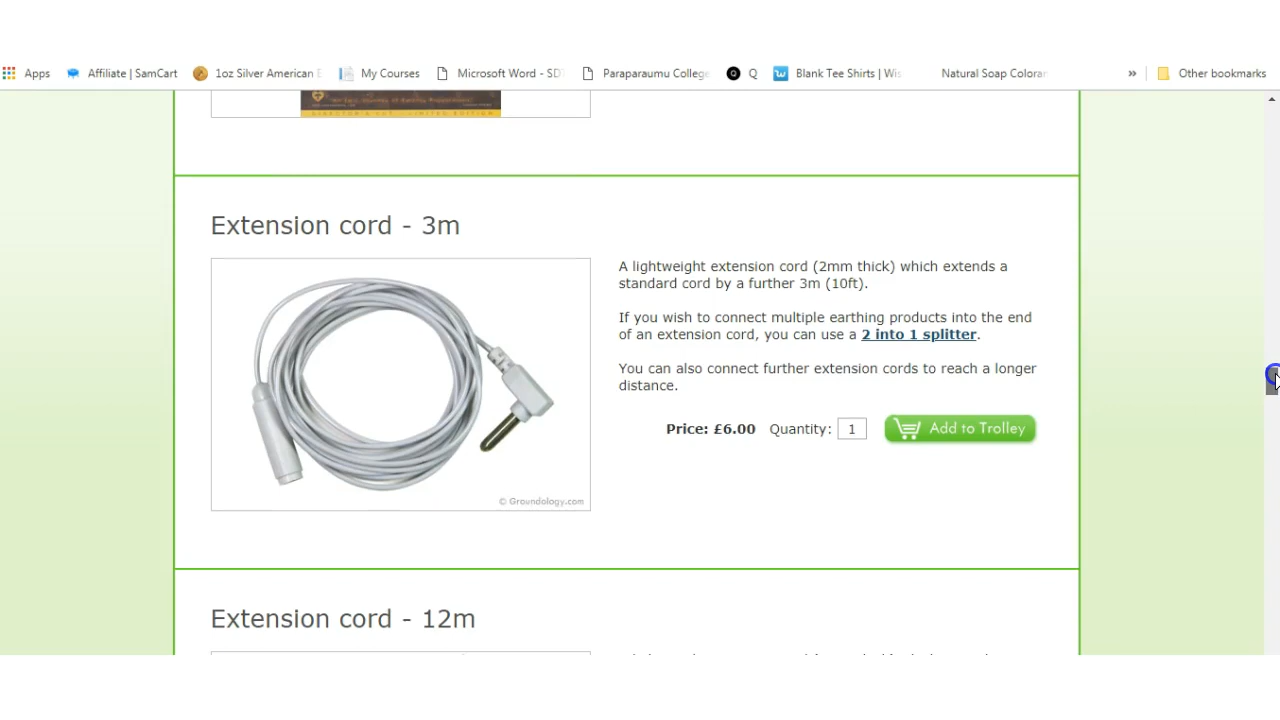 Apps Affiliate | SamCart 1oz Silver American E My Courses Microsoft Word - SDT Paraparaumu College Q Q Blank Tee Shirts | Wis Natural Soap Coloran » Other bookmarks
Extension cord - 3m
A lightweight extension cord (2mm thick) which extends a
standard cord by a further 3m (10ft).
If you wish to connect multiple earthing products into the end
of an extension cord, you can use a 2 into 1 splitter.
You can also connect further extension cords to reach a longer
distance.
Price: £6.00 Quantity: 1 Add to Trolley
© Groundology.com
Extension cord - 12m